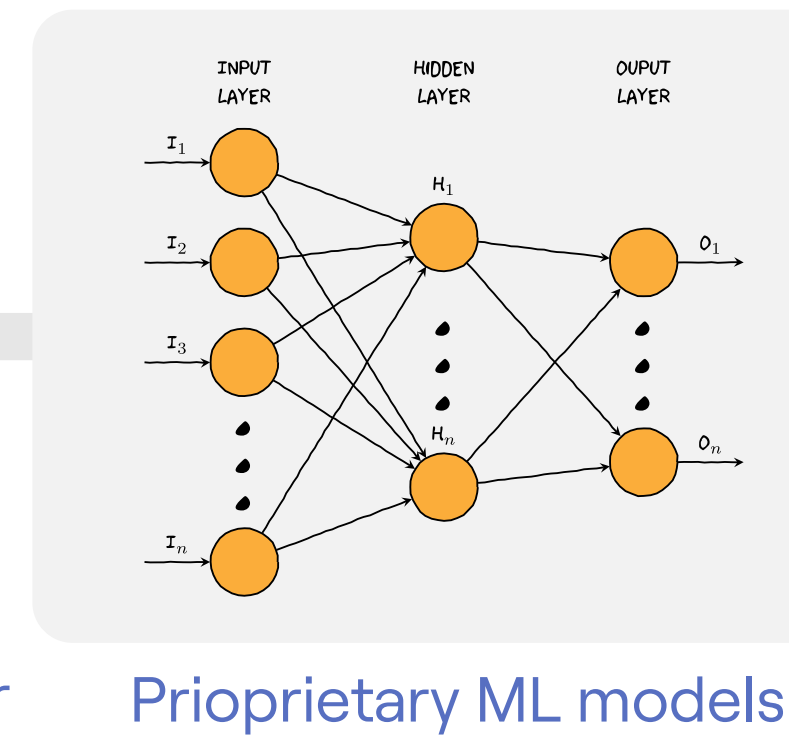 INPUT
LAYER
HIDDEN
LAYER
OUPUT
LAYER
I₁
I₂
I₃
Iₙ
H₁
Hₙ
O₁
Oₙ
r
Prioprietary ML models